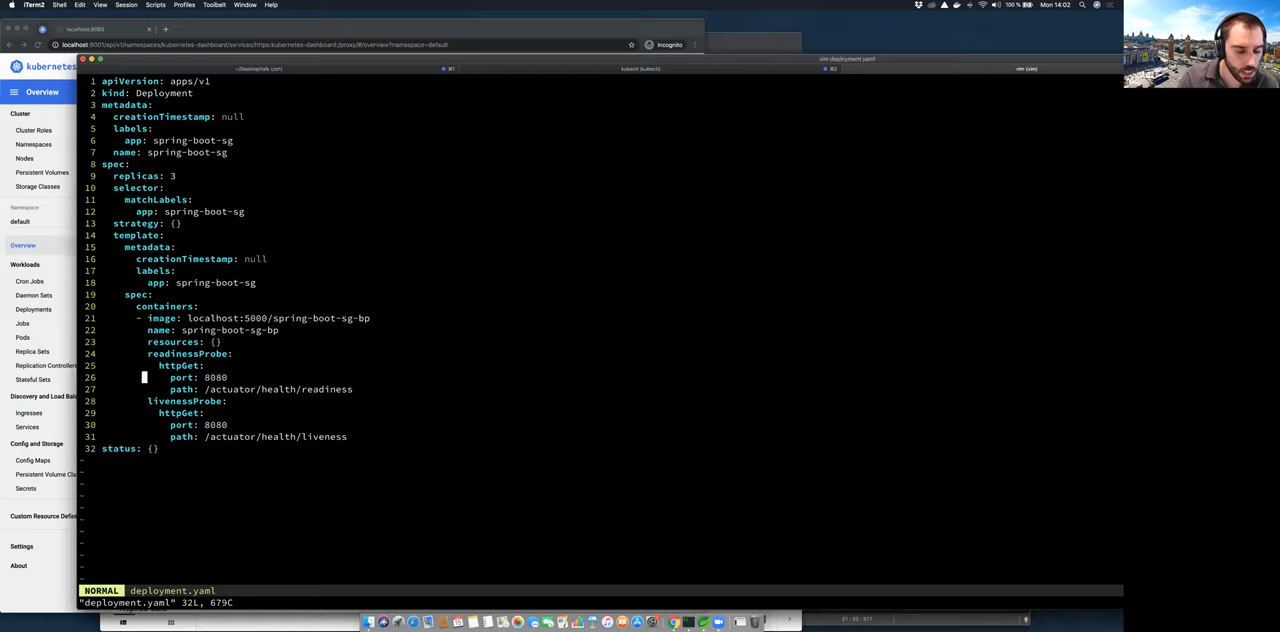 iTerm2 Shell Edit View Session Scripts Profiles Toolbelt Window Help
100 % Mon 14:02
localhost:8080
localhost:8001/api/v1/namespaces/kubernetes-dashboard/services/https:kubernetes-dashboard:/proxy/#/overview?namespace=default
Incognito
kubernetes
Overview
Cluster
Cluster Roles
Namespaces
Nodes
Persistent Volumes
Storage Classes
Namespace
default
Overview
Workloads
Cron Jobs
Daemon Sets
Deployments
Jobs
Pods
Replica Sets
Replication Controllers
Stateful Sets
Discovery and Load Bala
Ingresses
Services
Config and Storage
Config Maps
Persistent Volume Cla
Secrets
Custom Resource Defin
Settings
About
vim deployment.yaml
~/Desktop/talk (zsh) ⌘1 kubectl (kubectl) ⌘2 vim (vim)
1 apiVersion: apps/v1
2 kind: Deployment
3 metadata:
4 creationTimestamp: null
5 labels:
6 app: spring-boot-sg
7 name: spring-boot-sg
8 spec:
9 replicas: 3
10 selector:
11 matchLabels:
12 app: spring-boot-sg
13 strategy: {}
14 template:
15 metadata:
16 creationTimestamp: null
17 labels:
18 app: spring-boot-sg
19 spec:
20 containers:
21 - image: localhost:5000/spring-boot-sg-bp
22 name: spring-boot-sg-bp
23 resources: {}
24 readinessProbe:
25 httpGet:
26 port: 8080
27 path: /actuator/health/readiness
28 livenessProbe:
29 httpGet:
30 port: 8080
31 path: /actuator/health/liveness
32 status: {}
~
~
~
~
~
~
~
~
~
~
~
NORMAL deployment.yaml
"deployment.yaml" 32L, 679C